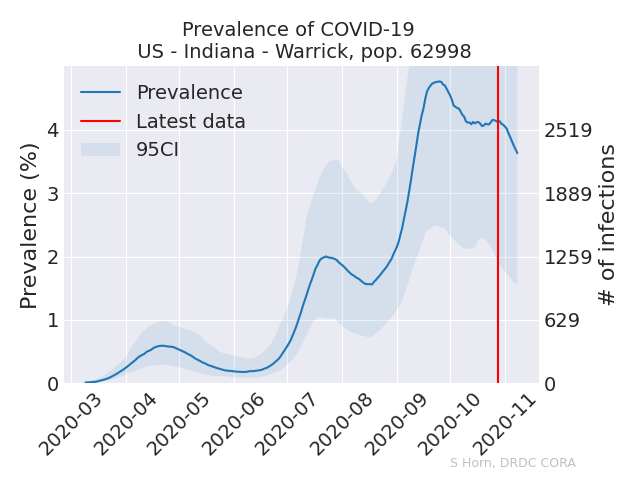 Prevalence of COVID-19
US - Indiana - Warrick, pop. 62998
Prevalence
Latest data
95CI
Prevalence (%)
4
3
2
1
0
2519
1889
1259
629
0
# of infections
2020-03
2020-04
2020-05
2020-06
2020-07
2020-08
2020-09
2020-10
2020-11
S Horn, DRDC CORA